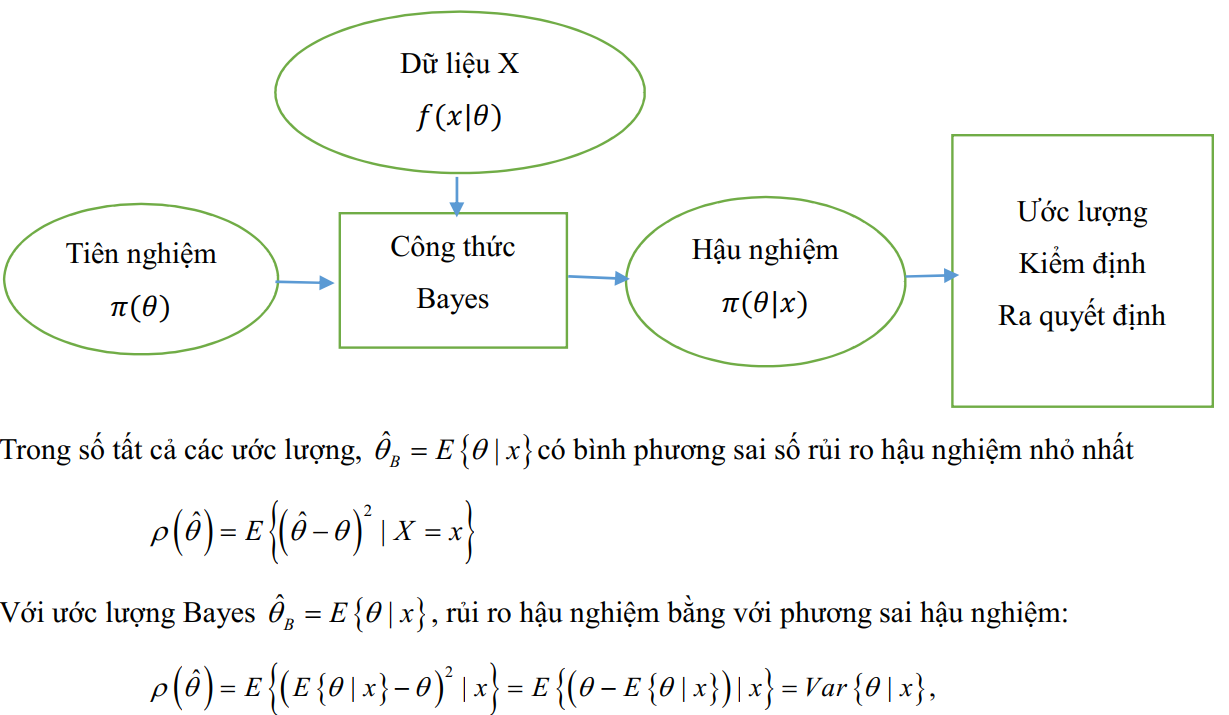 Dữ liệu X
f(x|θ)
Tiên nghiệm
π(θ)
Công thức
Bayes
Hậu nghiệm
π(θ|x)
Ước lượng
Kiểm định
Ra quyết định
Trong số tất cả các ước lượng, θ̂_B = E{θ | x} có bình phương sai số rủi ro hậu nghiệm nhỏ nhất
ρ(θ̂) = E{(θ̂ − θ)² | X = x}
Với ước lượng Bayes θ̂_B = E{θ | x}, rủi ro hậu nghiệm bằng với phương sai hậu nghiệm:
ρ(θ̂) = E{(E{θ | x} − θ)² | x} = E{(θ − E{θ | x}) | x} = Var{θ | x},